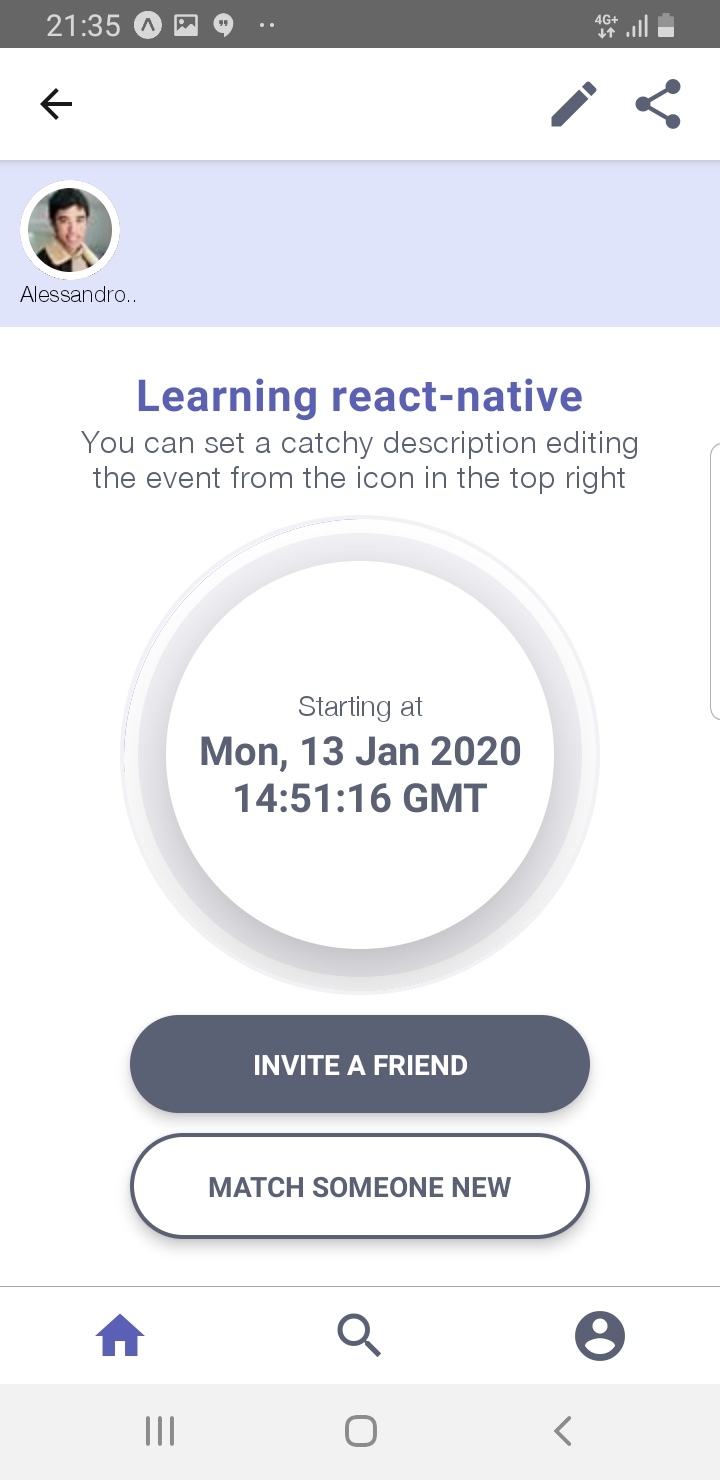 21:35
4G+
Alessandro..
Learning react-native
You can set a catchy description editing
the event from the icon in the top right
Starting at
Mon, 13 Jan 2020
14:51:16 GMT
INVITE A FRIEND
MATCH SOMEONE NEW